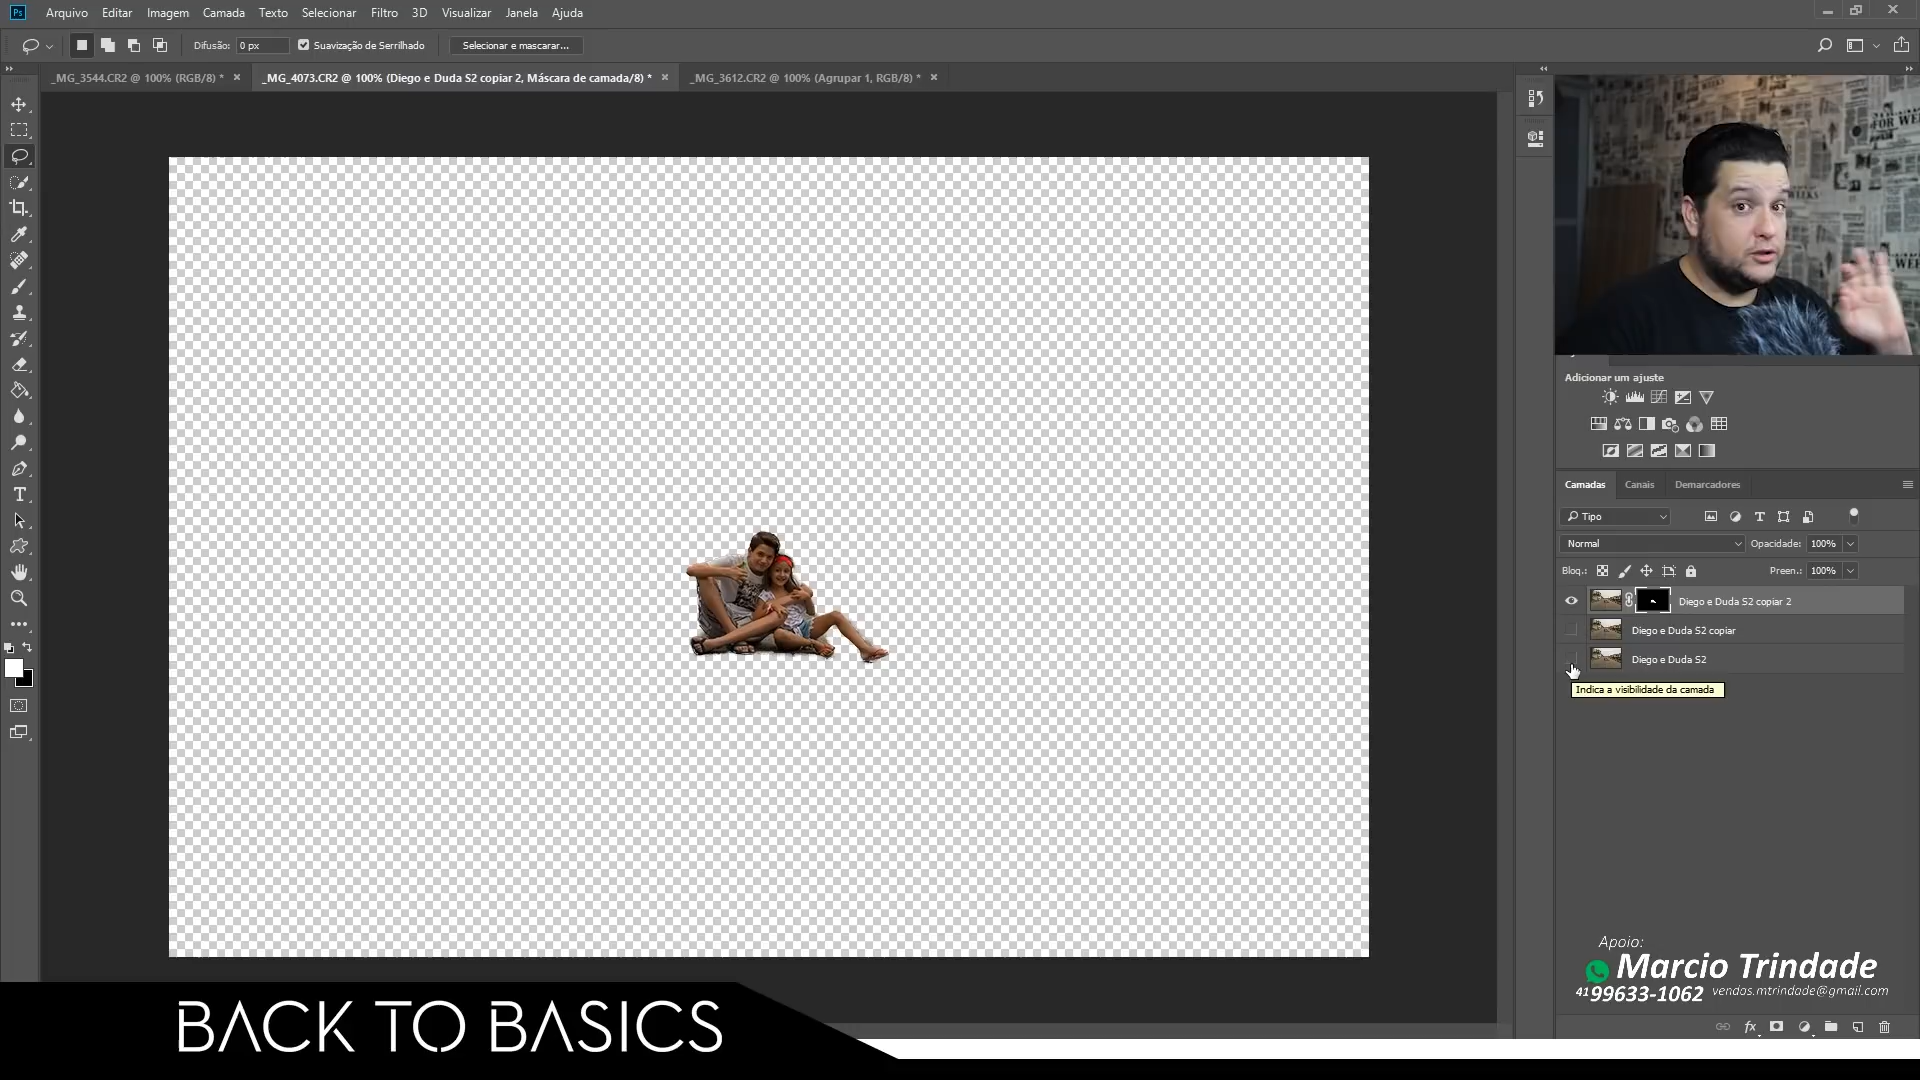 Ps Arquivo Editar Imagem Camada Texto Selecionar Filtro 3D Visualizar Janela Ajuda
Difusão: 0 px Suavização de Serrilhado Selecionar e mascarar...
_MG_3544.CR2 @ 100% (RGB/8) * _MG_4073.CR2 @ 100% (Diego e Duda S2 copiar 2, Máscara de camada/8) * _MG_3612.CR2 @ 100% (Agrupar 1, RGB/8) *
Adicionar um ajuste
Camadas Canais Demarcadores
Tipo
Normal Opacidade: 100%
Bloq.: Preen.: 100%
Diego e Duda S2 copiar 2
Diego e Duda S2 copiar
Diego e Duda S2
Indica a visibilidade da camada
Apoio:
Marcio Trindade
41 99633-1062 vendas.mtrindade@gmail.com
fx
BACK TO BASICS